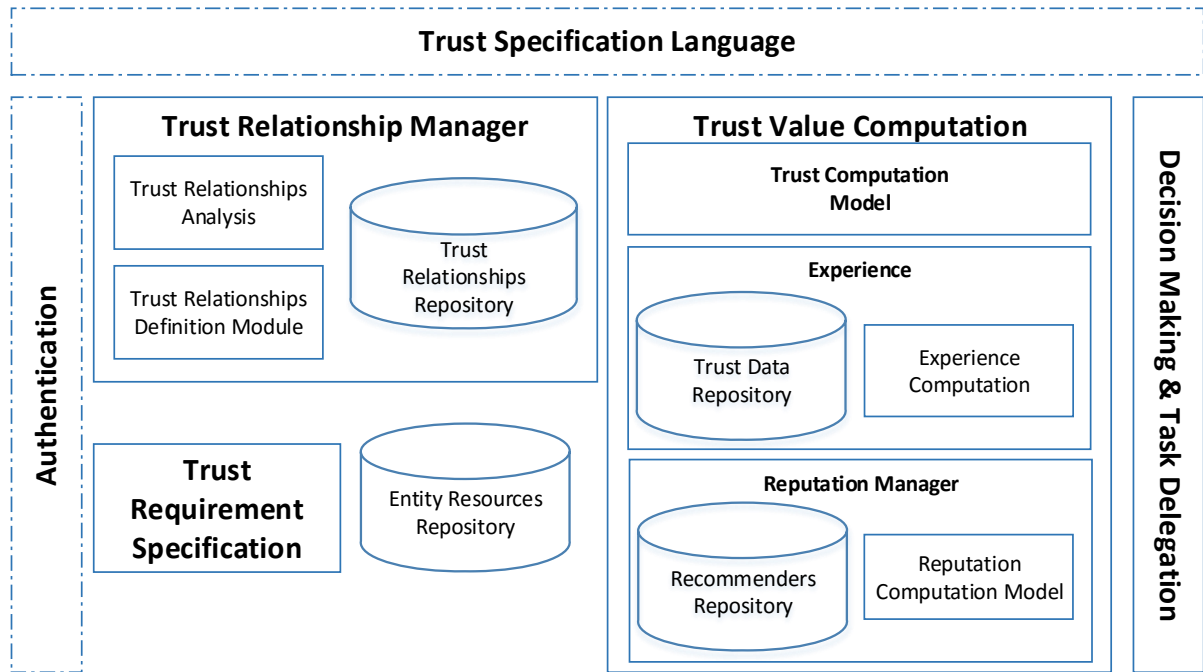 Trust Specification Language
Authentication
Trust Relationship Manager
Trust Relationships
Analysis
Trust Relationships
Definition Module
Trust
Relationships
Repository
Trust
Requirement
Specification
Entity Resources
Repository
Trust Value Computation
Trust Computation
Model
Experience
Trust Data
Repository
Experience
Computation
Reputation Manager
Recommenders
Repository
Reputation
Computation Model
Decision Making & Task Delegation